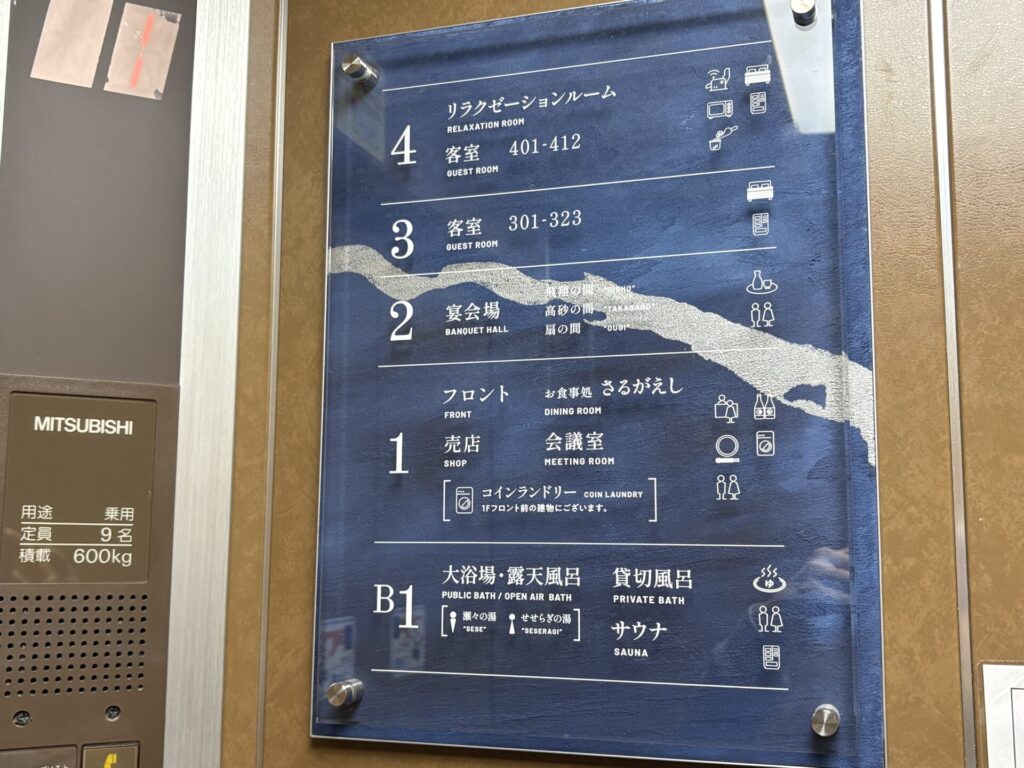 4
リラクゼーションルーム
RELAXATION ROOM
客室 401-412
GUEST ROOM
3
客室 301-323
GUEST ROOM
2
宴会場
BANQUET HALL
の間
高砂の間 "TAKASAGO"
扇の間 "OUGI"
1
フロント
FRONT
お食事処 さるがえし
DINING ROOM
売店
SHOP
会議室
MEETING ROOM
コインランドリー COIN LAUNDRY
1Fフロント前の建物にございます。
B1
大浴場・露天風呂
PUBLIC BATH / OPEN AIR BATH
瀬々の湯
"SESE"
せせらぎの湯
"SESERAGI"
貸切風呂
PRIVATE BATH
サウナ
SAUNA
ゆ
MITSUBISHI
用途 乗用
定員 9名
積載 600kg